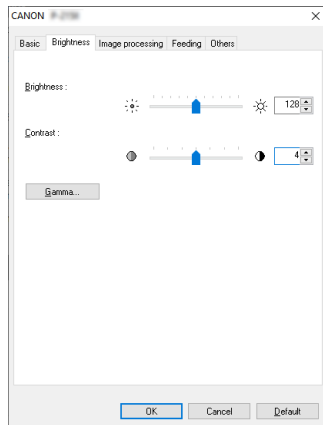 CANON
Basic Brightness Image processing Feeding Others
Brightness :
128
Contrast :
4
Gamma...
OK Cancel Default